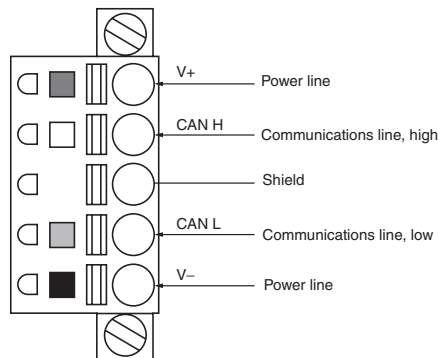 V+
Power line
CAN H
Communications line, high
Shield
CAN L
Communications line, low
V–
Power line